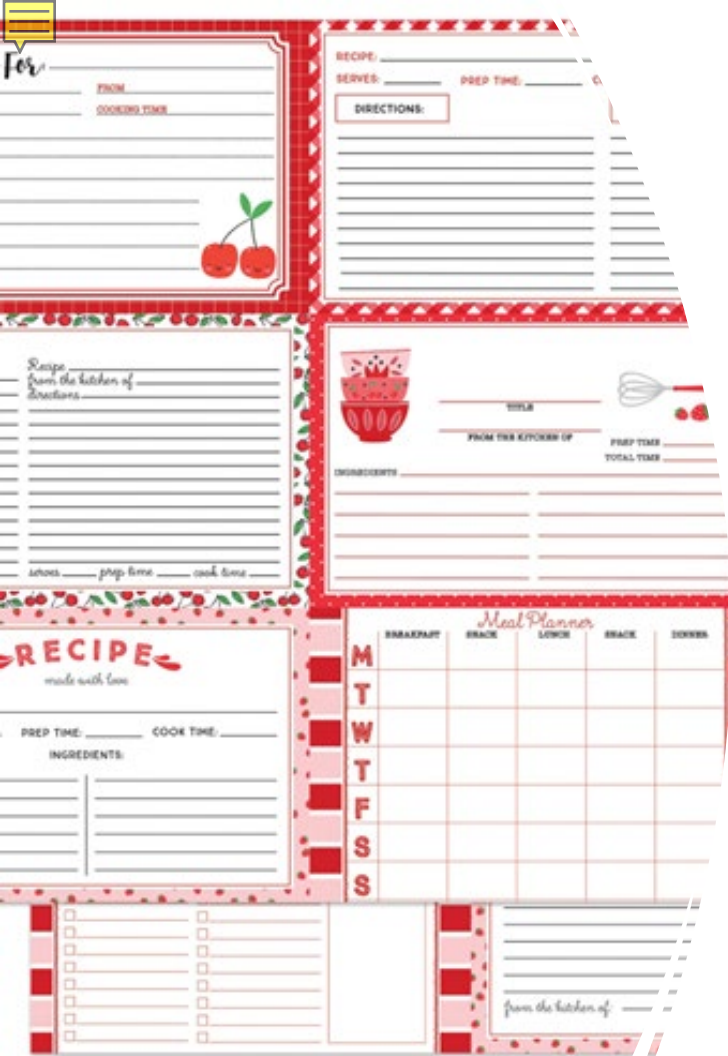 For
FROM
COOKING TIME
RECIPE:
SERVES: PREP TIME:
DIRECTIONS:
Recipe
from the kitchen of
directions
serves prep time cook time
TITLE
FROM THE KITCHEN OF
PREP TIME
TOTAL TIME
INGREDIENTS
RECIPE
made with love
PREP TIME: COOK TIME:
INGREDIENTS:
Meal Planner
BREAKFAST SNACK LUNCH SNACK DINNER
M
T
W
T
F
S
S
from the kitchen of: